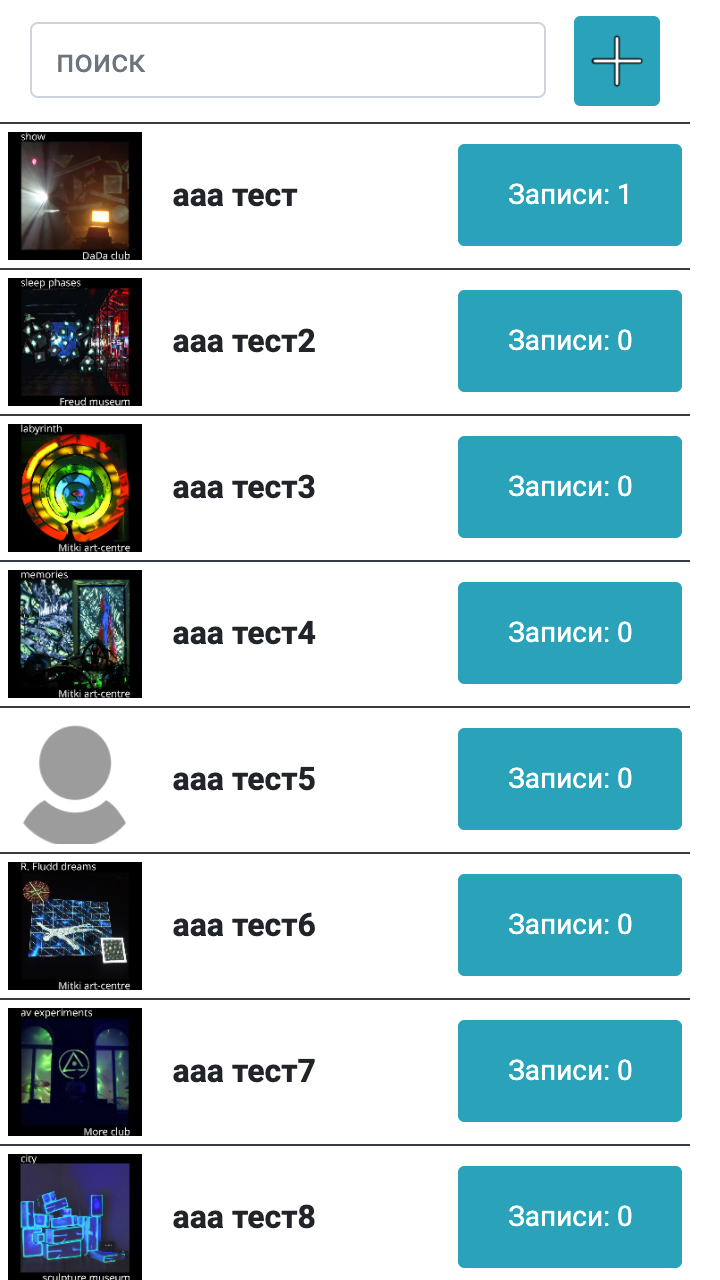 поиск
show
DaDa club
ааа тест
Записи: 1
sleep phases
Freud museum
ааа тест2
Записи: 0
labyrinth
Mitki art-centre
ааа тест3
Записи: 0
memories
Mitki art-centre
ааа тест4
Записи: 0
ааа тест5
Записи: 0
R. Fludd dreams
Mitki art-centre
ааа тест6
Записи: 0
av experiments
More club
ааа тест7
Записи: 0
city
sculpture museum
ааа тест8
Записи: 0